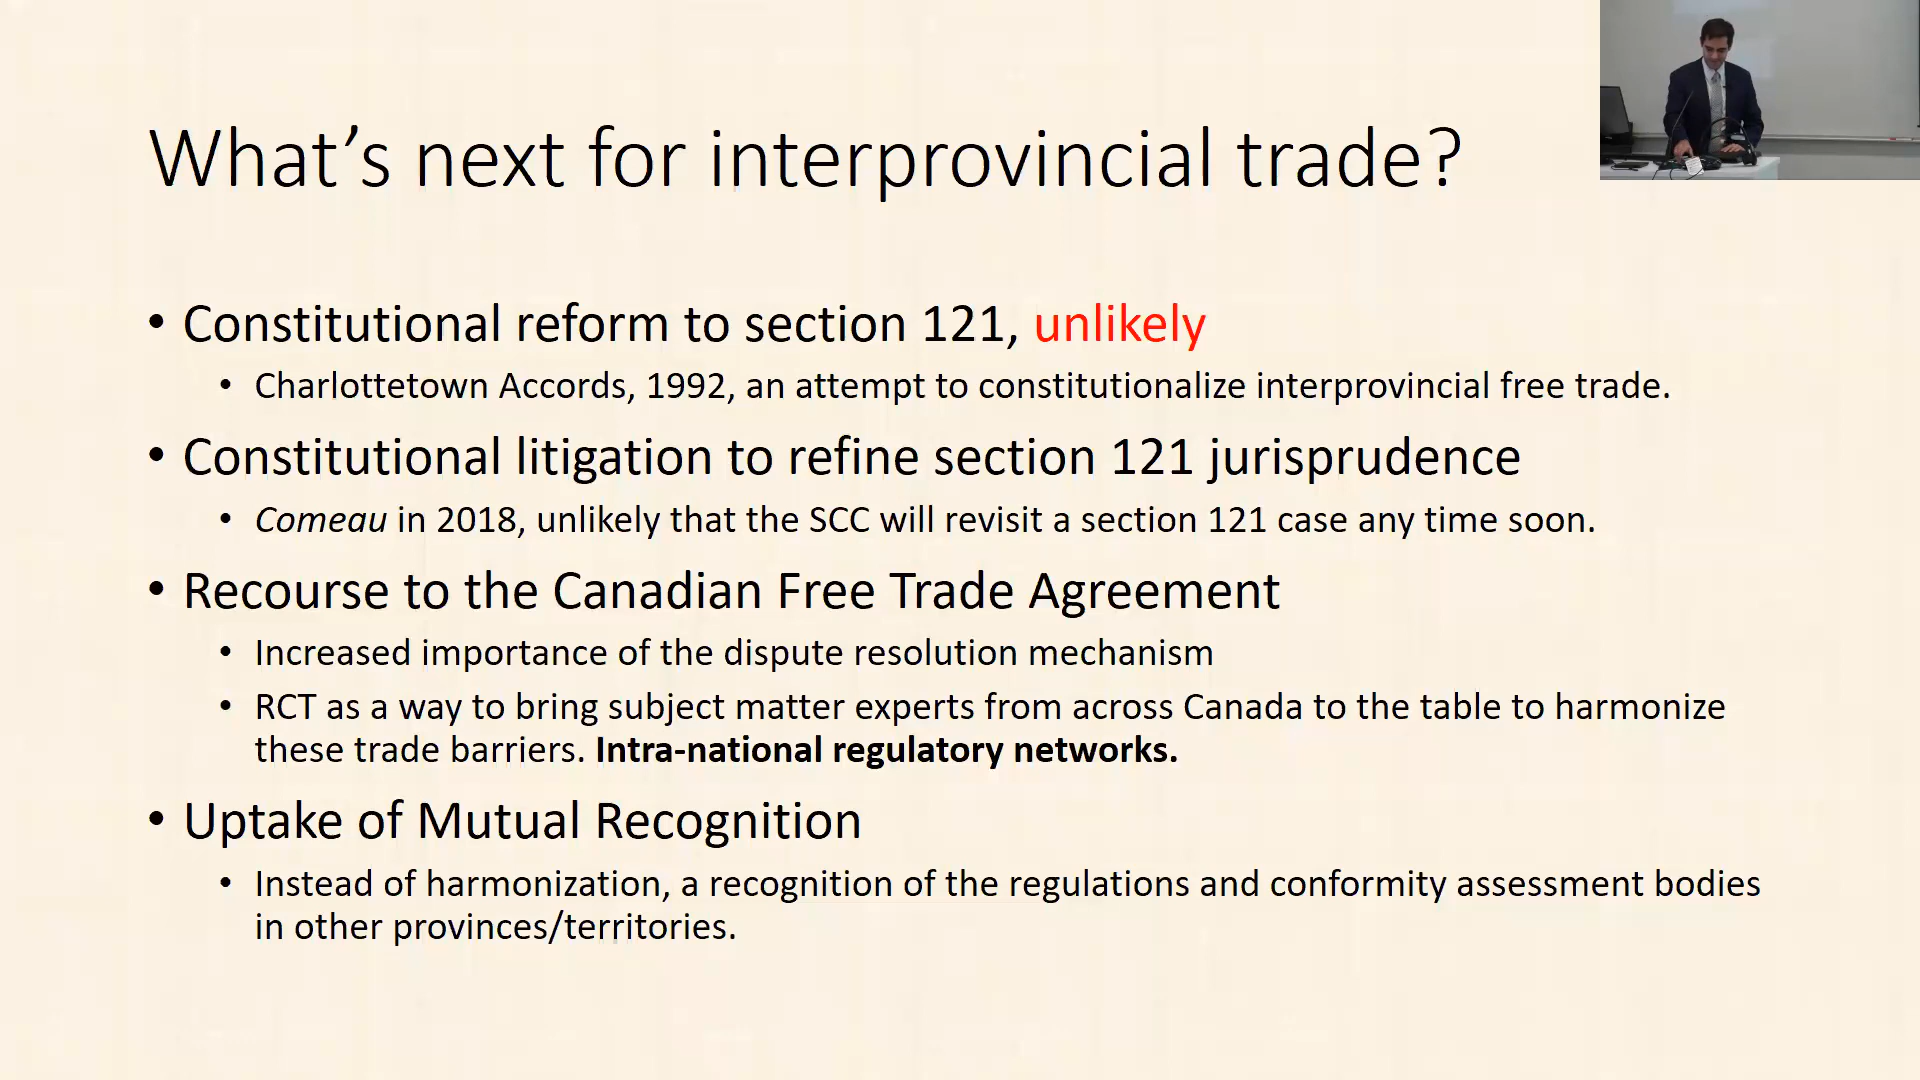 What’s next for interprovincial trade?
• Constitutional reform to section 121, unlikely
• Charlottetown Accords, 1992, an attempt to constitutionalize interprovincial free trade.
• Constitutional litigation to refine section 121 jurisprudence
• Comeau in 2018, unlikely that the SCC will revisit a section 121 case any time soon.
• Recourse to the Canadian Free Trade Agreement
• Increased importance of the dispute resolution mechanism
• RCT as a way to bring subject matter experts from across Canada to the table to harmonize
these trade barriers. Intra-national regulatory networks.
• Uptake of Mutual Recognition
• Instead of harmonization, a recognition of the regulations and conformity assessment bodies
in other provinces/territories.